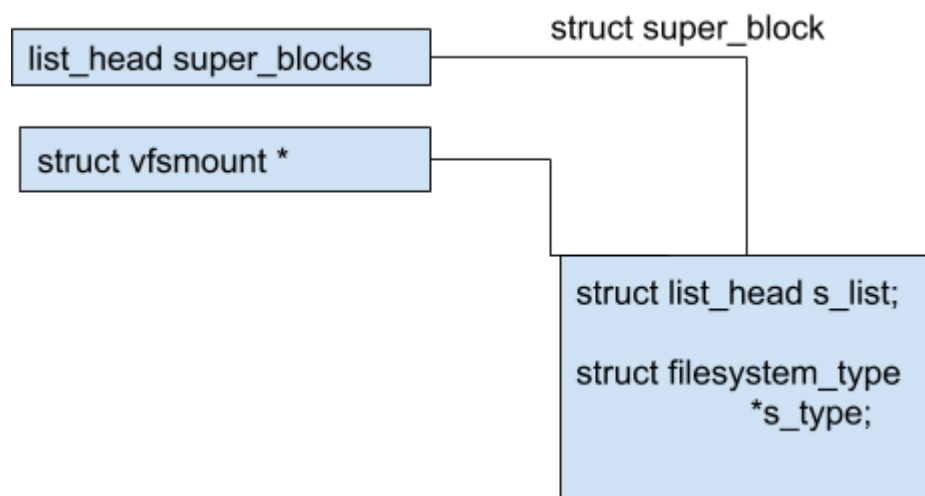 struct super_block
list_head super_blocks
struct vfsmount *
struct list_head s_list;
struct filesystem_type
*s_type;